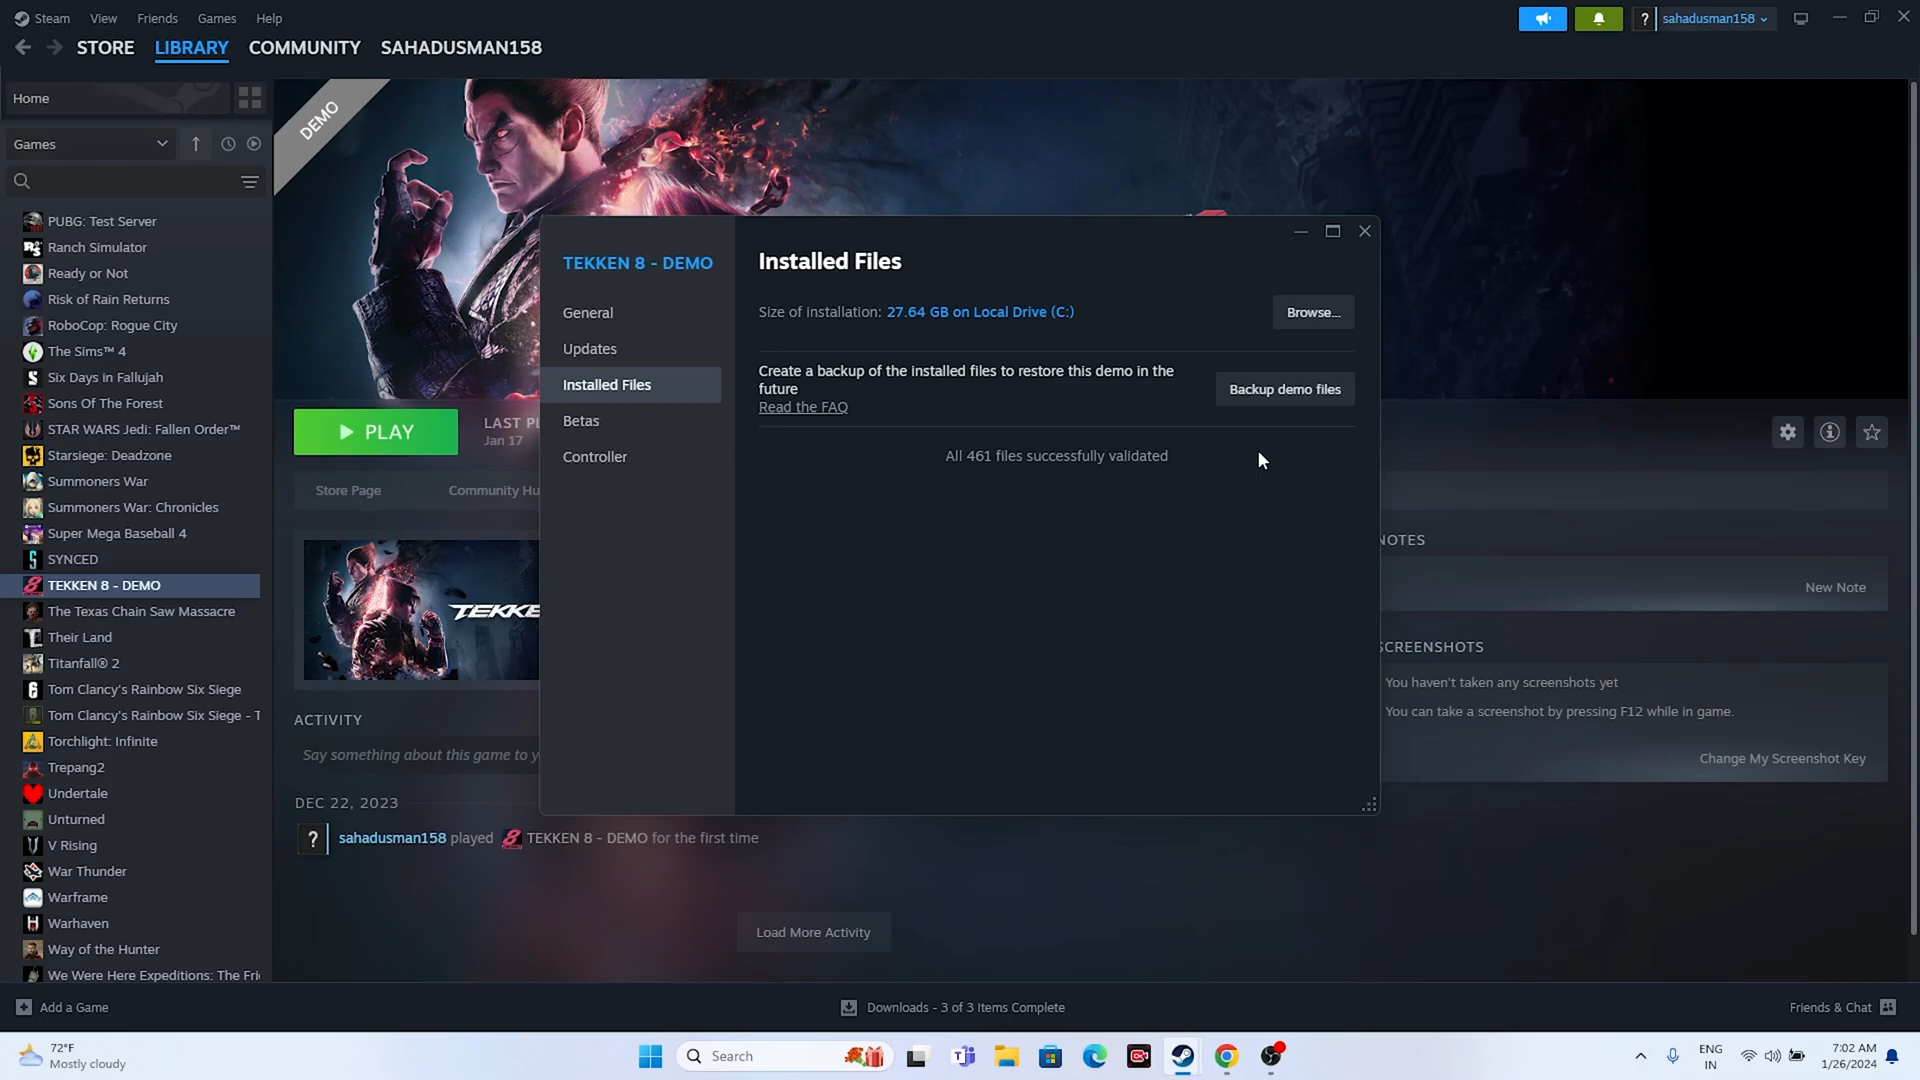 Steam View Friends Games Help
? sahadusman158
STORE LIBRARY COMMUNITY SAHADUSMAN158
Home
Games
PUBG: Test Server
Ranch Simulator
Ready or Not
Risk of Rain Returns
RoboCop: Rogue City
The Sims™ 4
Six Days in Fallujah
Sons Of The Forest
STAR WARS Jedi: Fallen Order™
Starsiege: Deadzone
Summoners War
Summoners War: Chronicles
Super Mega Baseball 4
SYNCED
TEKKEN 8 - DEMO
The Texas Chain Saw Massacre
Their Land
Titanfall® 2
Tom Clancy's Rainbow Six Siege
Tom Clancy's Rainbow Six Siege - T
Torchlight: Infinite
Trepang2
Undertale
Unturned
V Rising
War Thunder
Warframe
Warhaven
Way of the Hunter
We Were Here Expeditions: The Fri
DEMO
PLAY
LAST PL
Jan 17
Store Page Community Hu
TEKKE
ACTIVITY
Say something about this game to y
DEC 22, 2023
? sahadusman158 played TEKKEN 8 - DEMO for the first time
Load More Activity
TEKKEN 8 - DEMO
General
Updates
Installed Files
Betas
Controller
Installed Files
Size of installation: 27.64 GB on Local Drive (C:)
Browse...
Create a backup of the installed files to restore this demo in the
future
Read the FAQ
Backup demo files
All 461 files successfully validated
NOTES
New Note
SCREENSHOTS
You haven't taken any screenshots yet
You can take a screenshot by pressing F12 while in game.
Change My Screenshot Key
Add a Game
Downloads - 3 of 3 Items Complete
Friends & Chat
72°F
Mostly cloudy
Search
ENG
IN
7:02 AM
1/26/2024